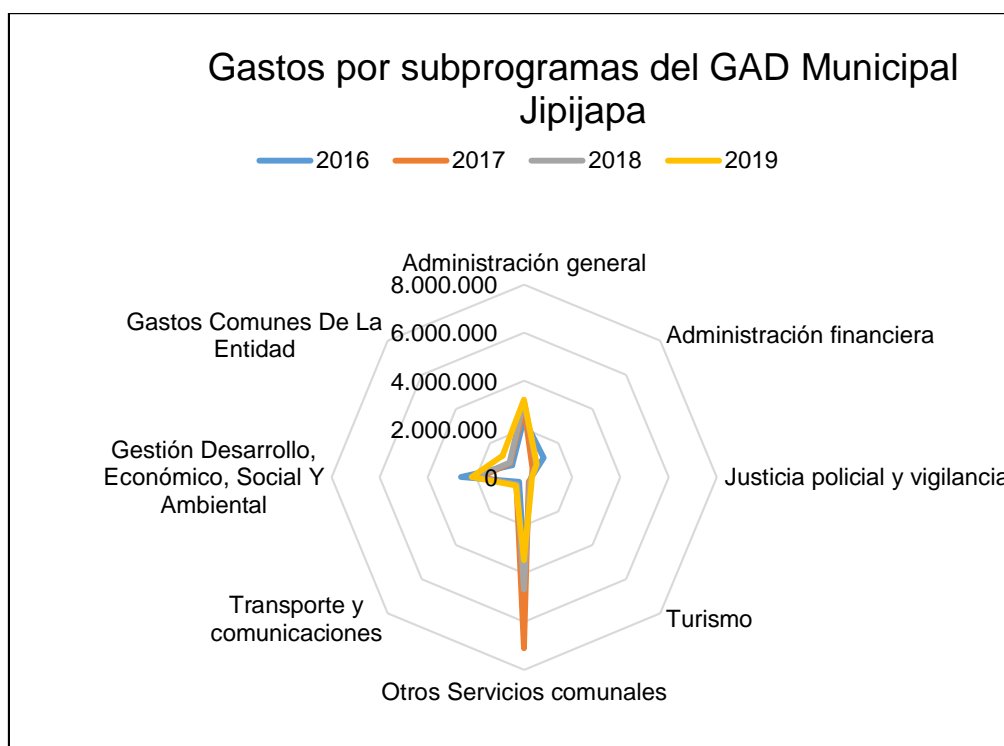 Gastos por subprogramas del GAD Municipal
Jipijapa
2016 2017 2018 2019
Administración general
8.000.000
Gastos Comunes De La
Entidad
Administración financiera
6.000.000
4.000.000
2.000.000
Gestión Desarrollo,
Económico, Social Y
Ambiental
0
Justicia policial y vigilancia
Transporte y
comunicaciones
Turismo
Otros Servicios comunales